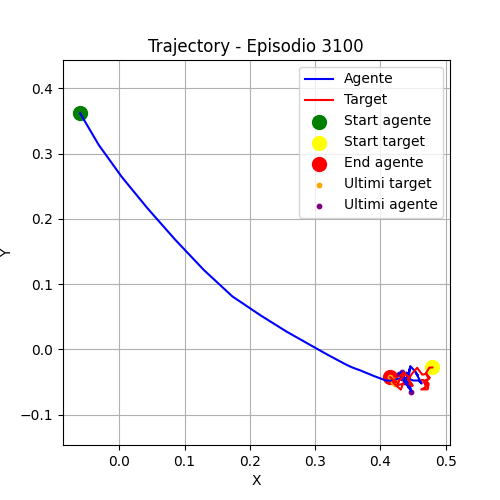 Trajectory - Episodio 3100
Agente
Target
Start agente
Start target
End agente
Ultimi target
Ultimi agente
0.4
0.3
0.2
0.1
0.0
−0.1
Y
0.0
0.1
0.2
0.3
0.4
0.5
X